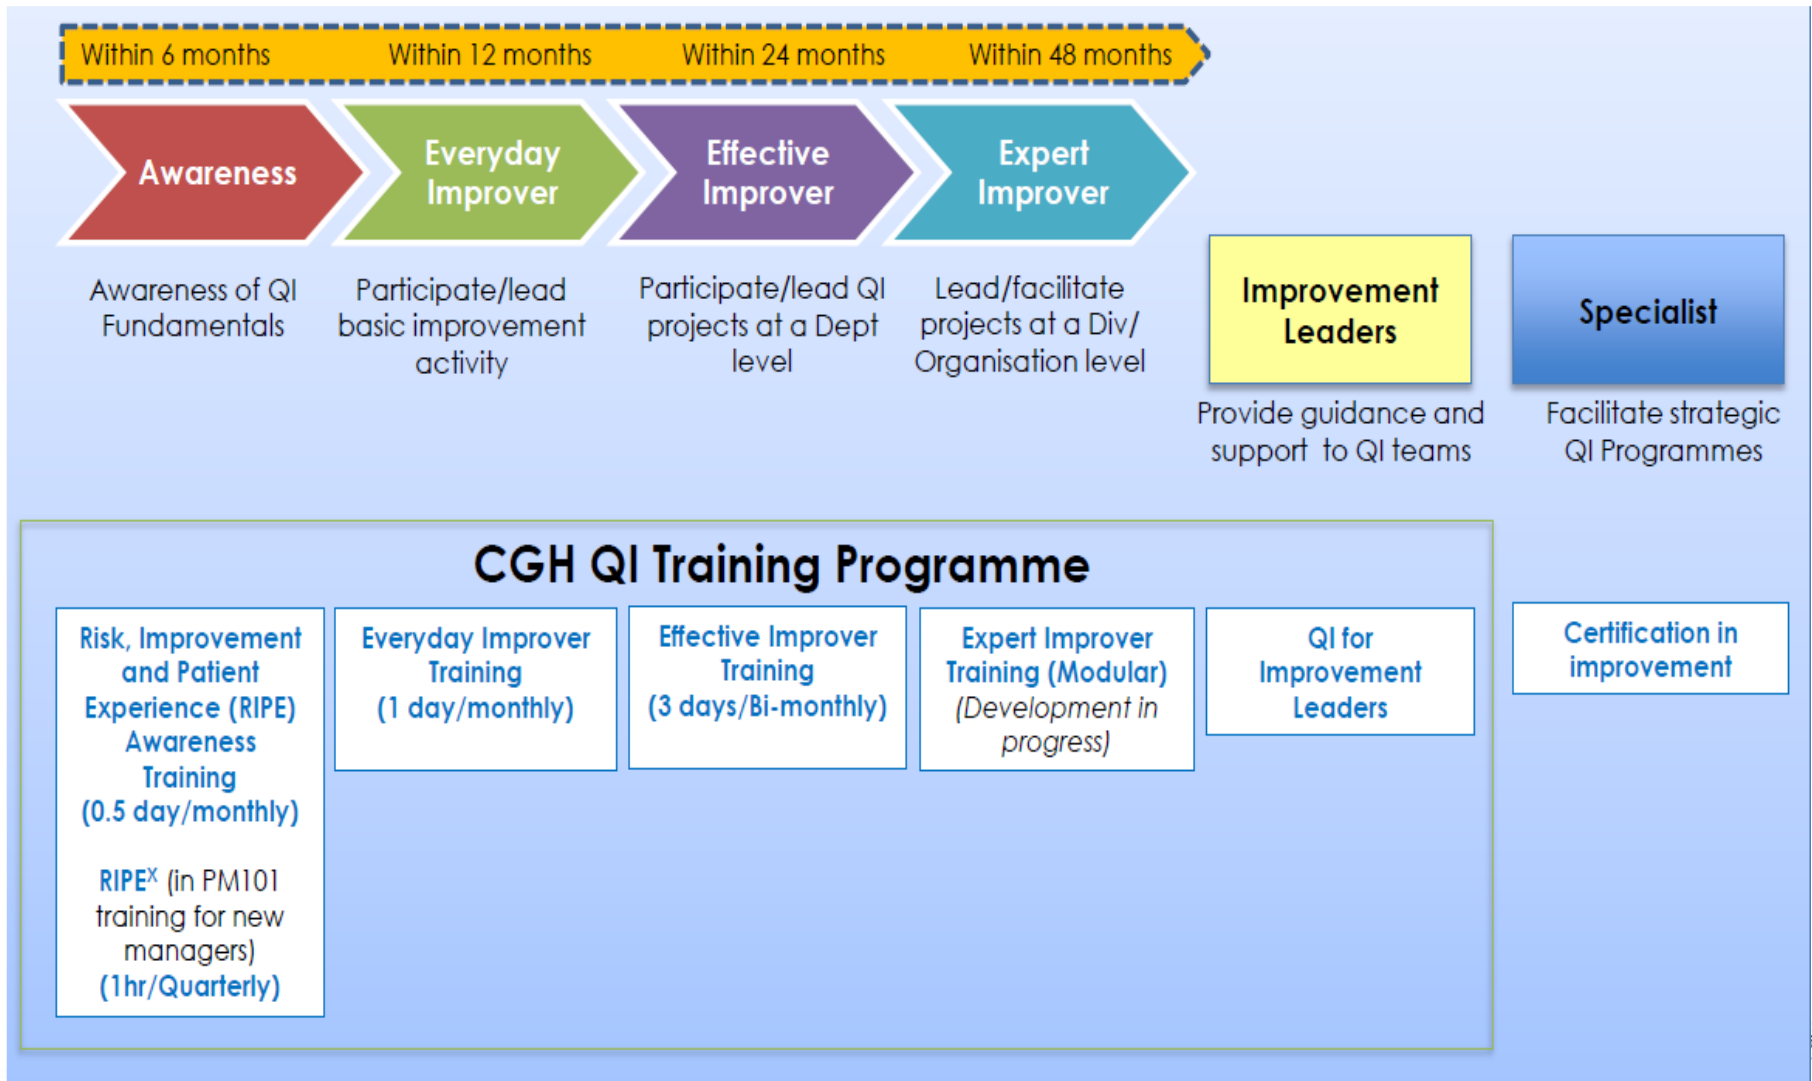 Within 6 months
Within 12 months
Within 24 months
Within 48 months
Awareness
Everyday
Improver
Effective
Improver
Expert
Improver
Awareness of QI
Fundamentals
Participate/lead
basic improvement
activity
Participate/lead QI
projects at a Dept
level
Lead/facilitate
projects at a Div/
Organisation level
Improvement
Leaders
Provide guidance and
support to QI teams
Specialist
Facilitate strategic
QI Programmes
CGH QI Training Programme
Risk, Improvement
and Patient
Experience (RIPE)
Awareness
Training
(0.5 day/monthly)
RIPEˣ (in PM101
training for new
managers)
(1hr/Quarterly)
Everyday Improver
Training
(1 day/monthly)
Effective Improver
Training
(3 days/Bi-monthly)
Expert Improver
Training (Modular)
(Development in
progress)
QI for
Improvement
Leaders
Certification in
improvement